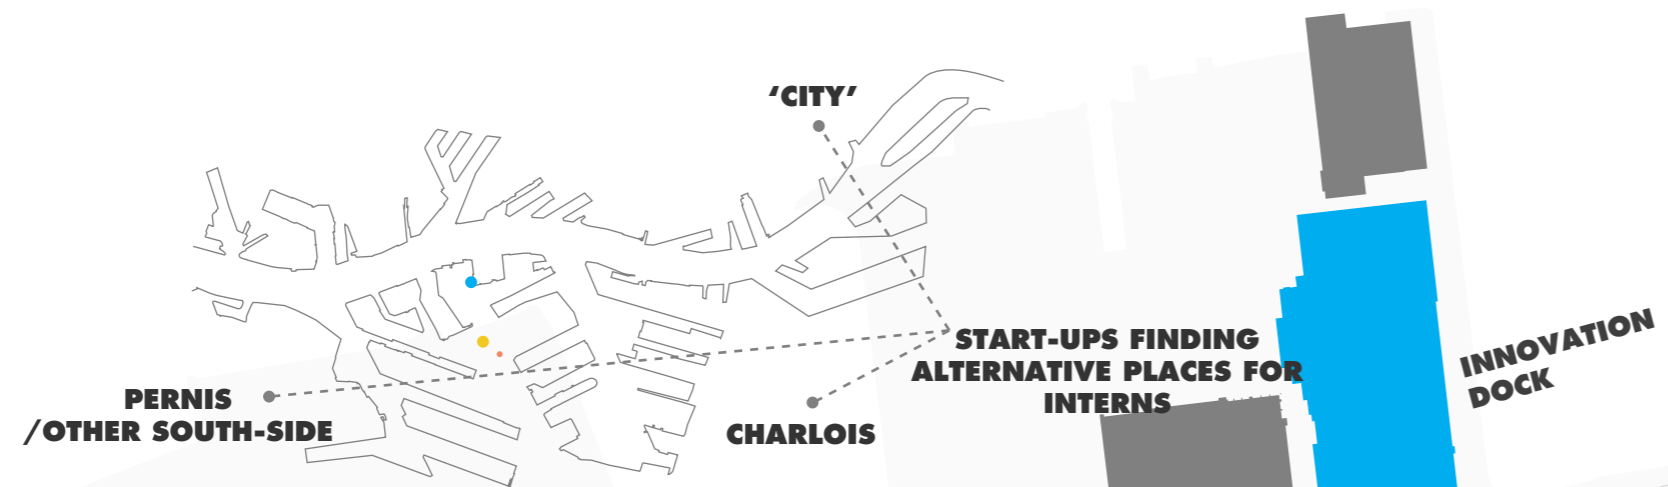 ‘CITY’
START-UPS FINDING
ALTERNATIVE PLACES FOR
INTERNS
INNOVATION
DOCK
PERNIS
/OTHER SOUTH-SIDE
CHARLOIS